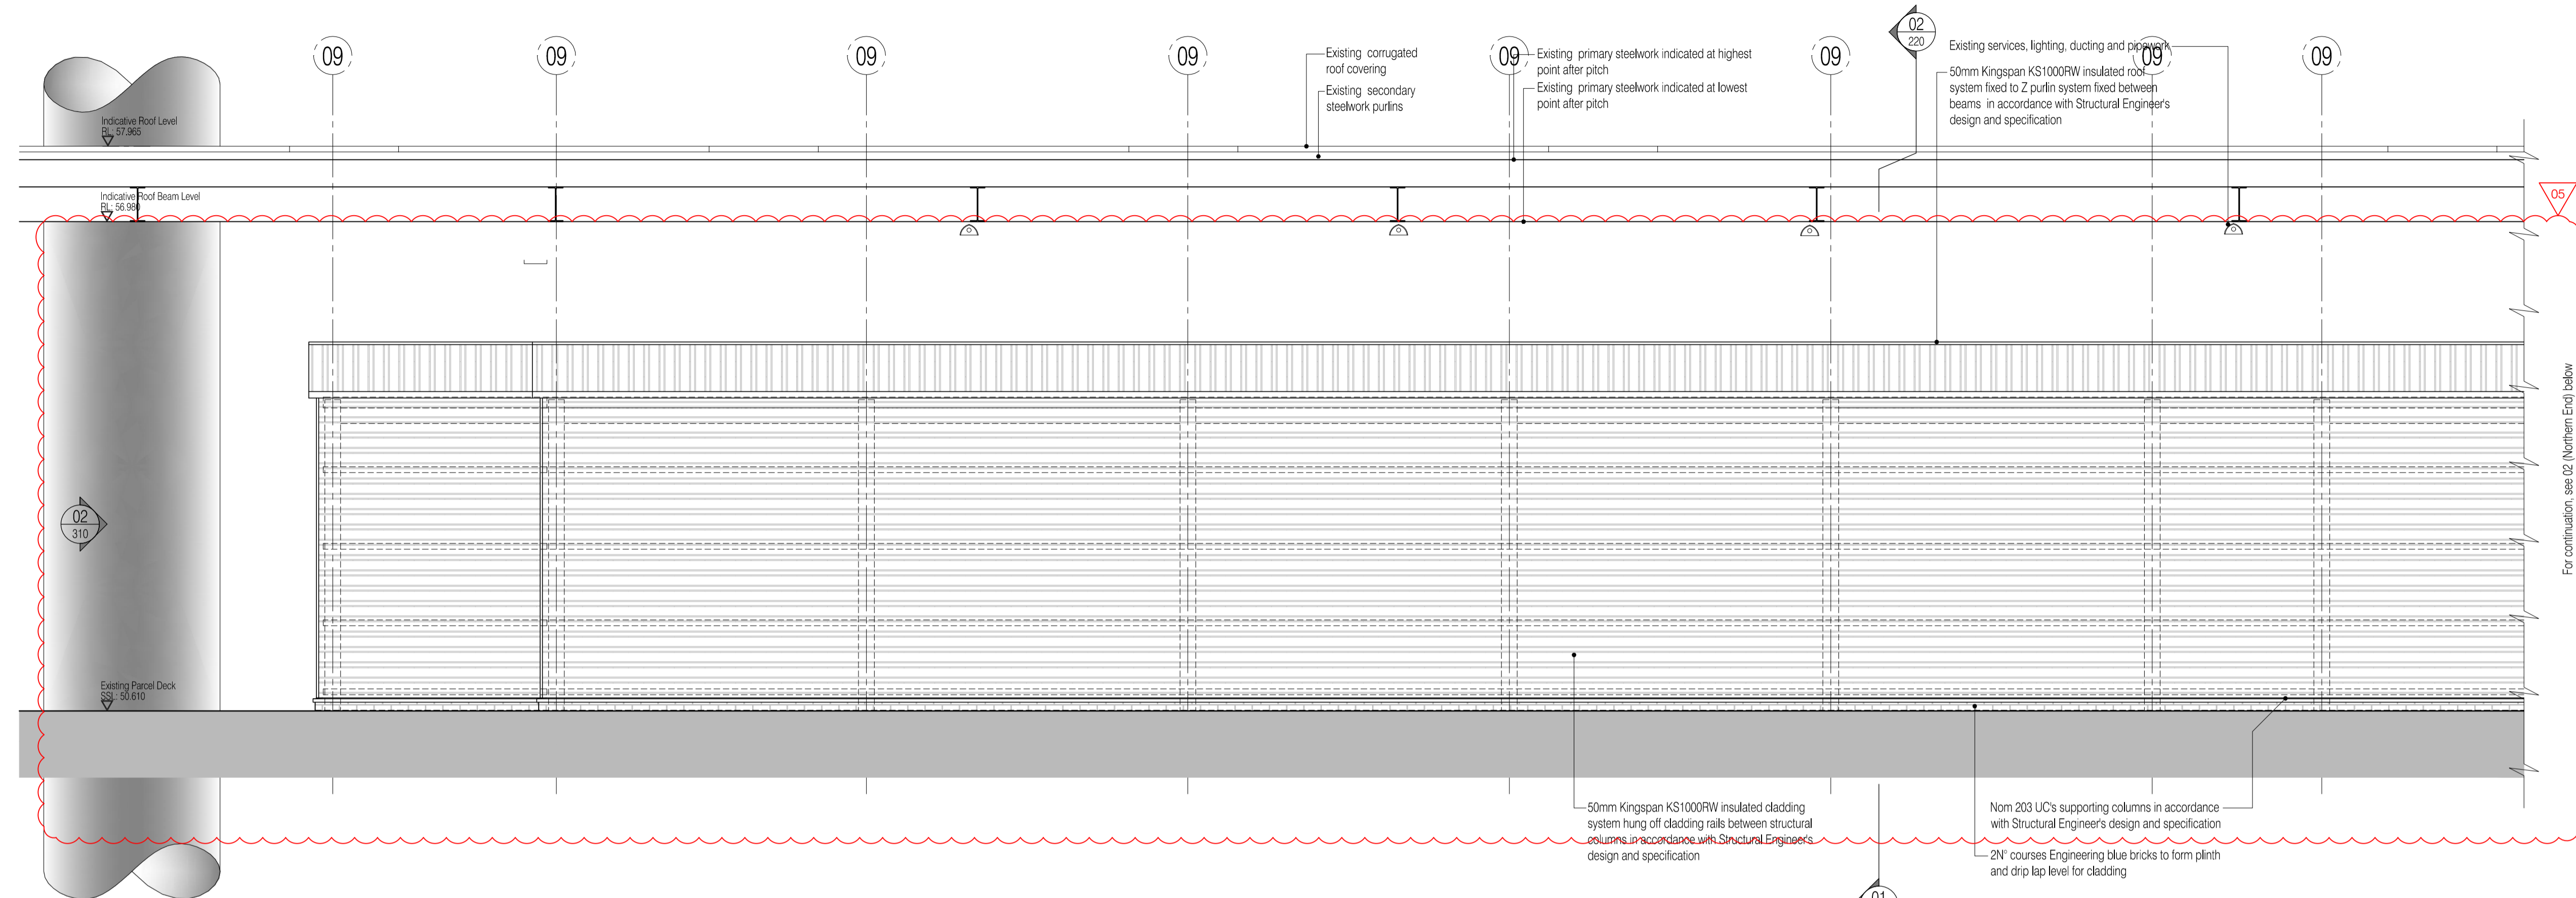 09
09
09
09
09
09
09
09
02
220
Existing corrugated
roof covering
Existing secondary
steelwork purlins
Existing primary steelwork indicated at highest
point after pitch
Existing primary steelwork indicated at lowest
point after pitch
Existing services, lighting, ducting and pipework
50mm Kingspan KS1000RW insulated roof
system fixed to Z purlin system fixed between
beams in accordance with Structural Engineer's
design and specification
Indicative Roof Level
RL: 57.965
Indicative Roof Beam Level
RL: 56.980
05
For continuation, see 02 (Northern End) below
02
310
Existing Parcel Deck
SSL: 50.610
50mm Kingspan KS1000RW insulated cladding
system hung off cladding rails between structural
columns in accordance with Structural Engineer's
design and specification
Nom 203 UC's supporting columns in accordance
with Structural Engineer's design and specification
2N° courses Engineering blue bricks to form plinth
and drip lap level for cladding
01